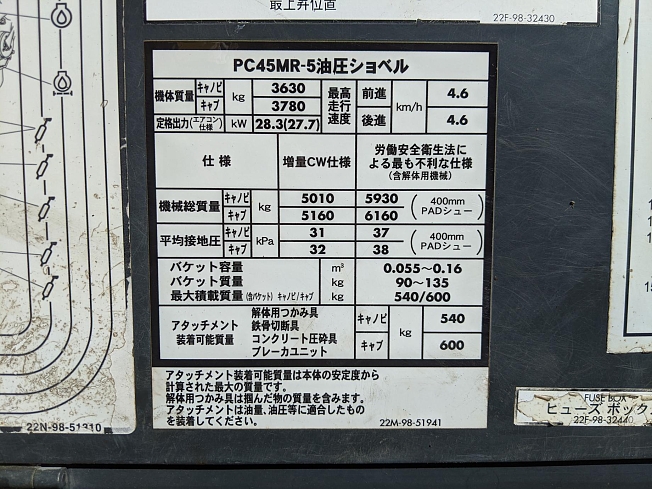 最上昇位置
22F-98-32430
PC45MR-5油圧ショベル
機体質量 キャノピ kg 3630
キャブ 3780
最高走行速度 前進 km/h 4.6
後進 4.6
定格出力(エアコン仕様) kW 28.3(27.7)
仕様 増量CW仕様 労働安全衛生法に
よる最も不利な仕様
(含解体用機械)
機械総質量 キャノピ kg 5010 5930 (400mm
キャブ 5160 6160 PADシュー)
平均接地圧 キャノピ kPa 31 37 (400mm
キャブ 32 38 PADシュー)
バケット容量 m³ 0.055～0.16
バケット質量 kg 90～135
最大積載質量(含バケット) キャノピ/キャブ kg 540/600
アタッチメント
装着可能質量
解体用つかみ具
鉄骨切断具
コンクリート圧砕具
ブレーカユニット
キャノピ kg 540
キャブ 600
アタッチメント装着可能質量は本体の安定度から
計算された最大の質量です。
解体用つかみ具は掴んだ物の質量を含みます。
アタッチメントは油量、油圧等に適合したもの
を装着してください。
22M-98-51941
22N-98-51310
FUSE BOX
ヒューズ ボックス
22F-98-32440